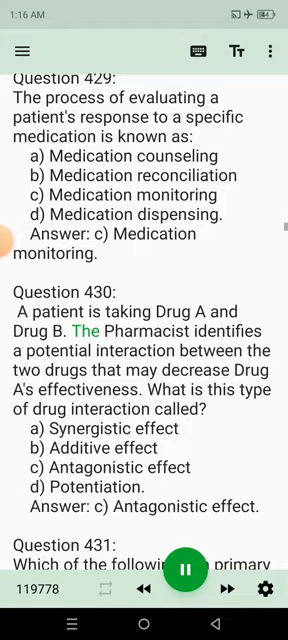 1:16 AM
84
Question 429:
The process of evaluating a
patient's response to a specific
medication is known as:
a) Medication counseling
b) Medication reconciliation
c) Medication monitoring
d) Medication dispensing.
Answer: c) Medication
monitoring.
Question 430:
A patient is taking Drug A and
Drug B. The Pharmacist identifies
a potential interaction between the
two drugs that may decrease Drug
A's effectiveness. What is this type
of drug interaction called?
a) Synergistic effect
b) Additive effect
c) Antagonistic effect
d) Potentiation.
Answer: c) Antagonistic effect.
Question 431:
Which of the followi primary
119778